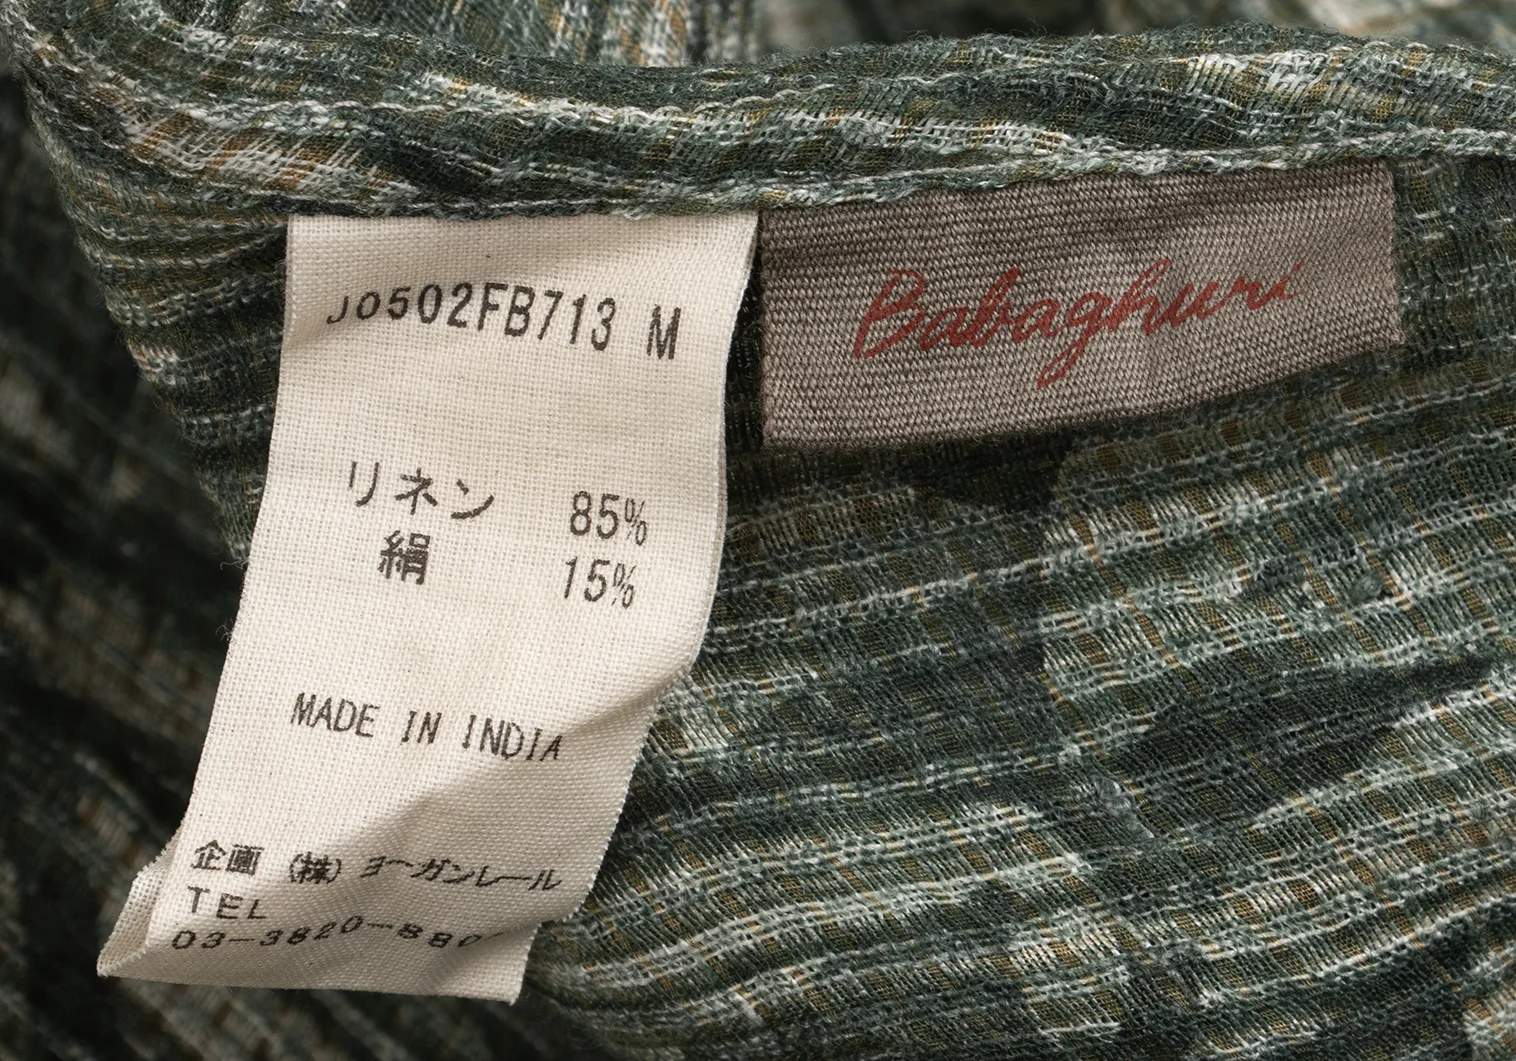 JO502FB713 M
Babaghuri
リネン 85%
絹 15%
MADE IN INDIA
企画 (株) ヨーガンレール
TEL